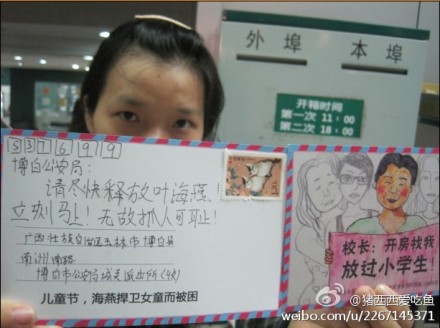 外埠 本埠
开箱时间
第一次 11:00
第二次 18:00
537699
博白公安局:
请尽快释放叶海燕!
立刻马上! 无故抓人可耻!
广西壮族自治区玉林市博白县
南州南路
博白市公安局城关派出所(收)
儿童节,海燕捍卫女童而被困
校长:开房找我
放过小学生!
@猪西西爱吃鱼
weibo.com/u/2267145371